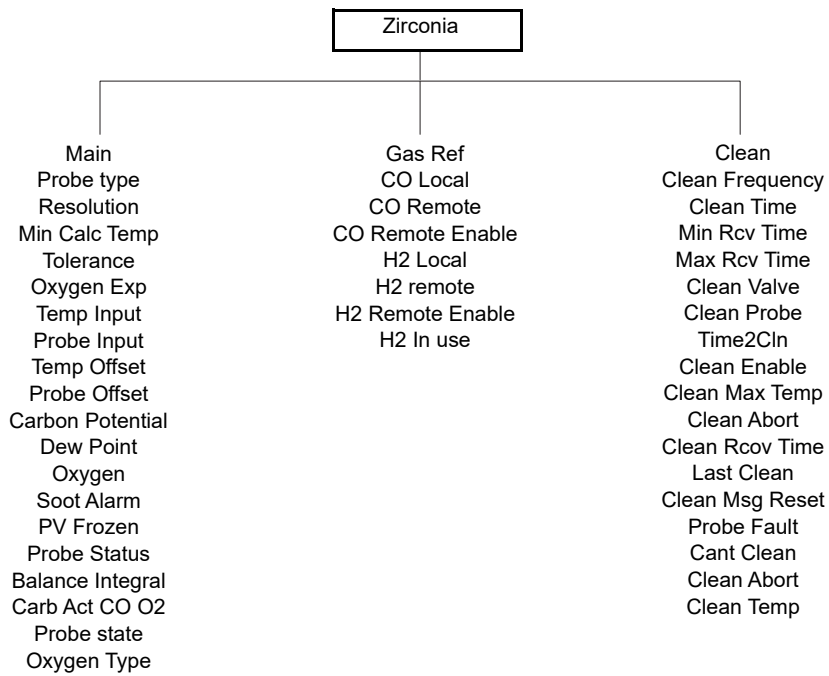 Zirconia
Main
Probe type
Resolution
Min Calc Temp
Tolerance
Oxygen Exp
Temp Input
Probe Input
Temp Offset
Probe Offset
Carbon Potential
Dew Point
Oxygen
Soot Alarm
PV Frozen
Probe Status
Balance Integral
Carb Act CO O2
Probe state
Oxygen Type
Gas Ref
CO Local
CO Remote
CO Remote Enable
H2 Local
H2 remote
H2 Remote Enable
H2 In use
Clean
Clean Frequency
Clean Time
Min Rcv Time
Max Rcv Time
Clean Valve
Clean Probe
Time2Cln
Clean Enable
Clean Max Temp
Clean Abort
Clean Rcov Time
Last Clean
Clean Msg Reset
Probe Fault
Cant Clean
Clean Abort
Clean Temp